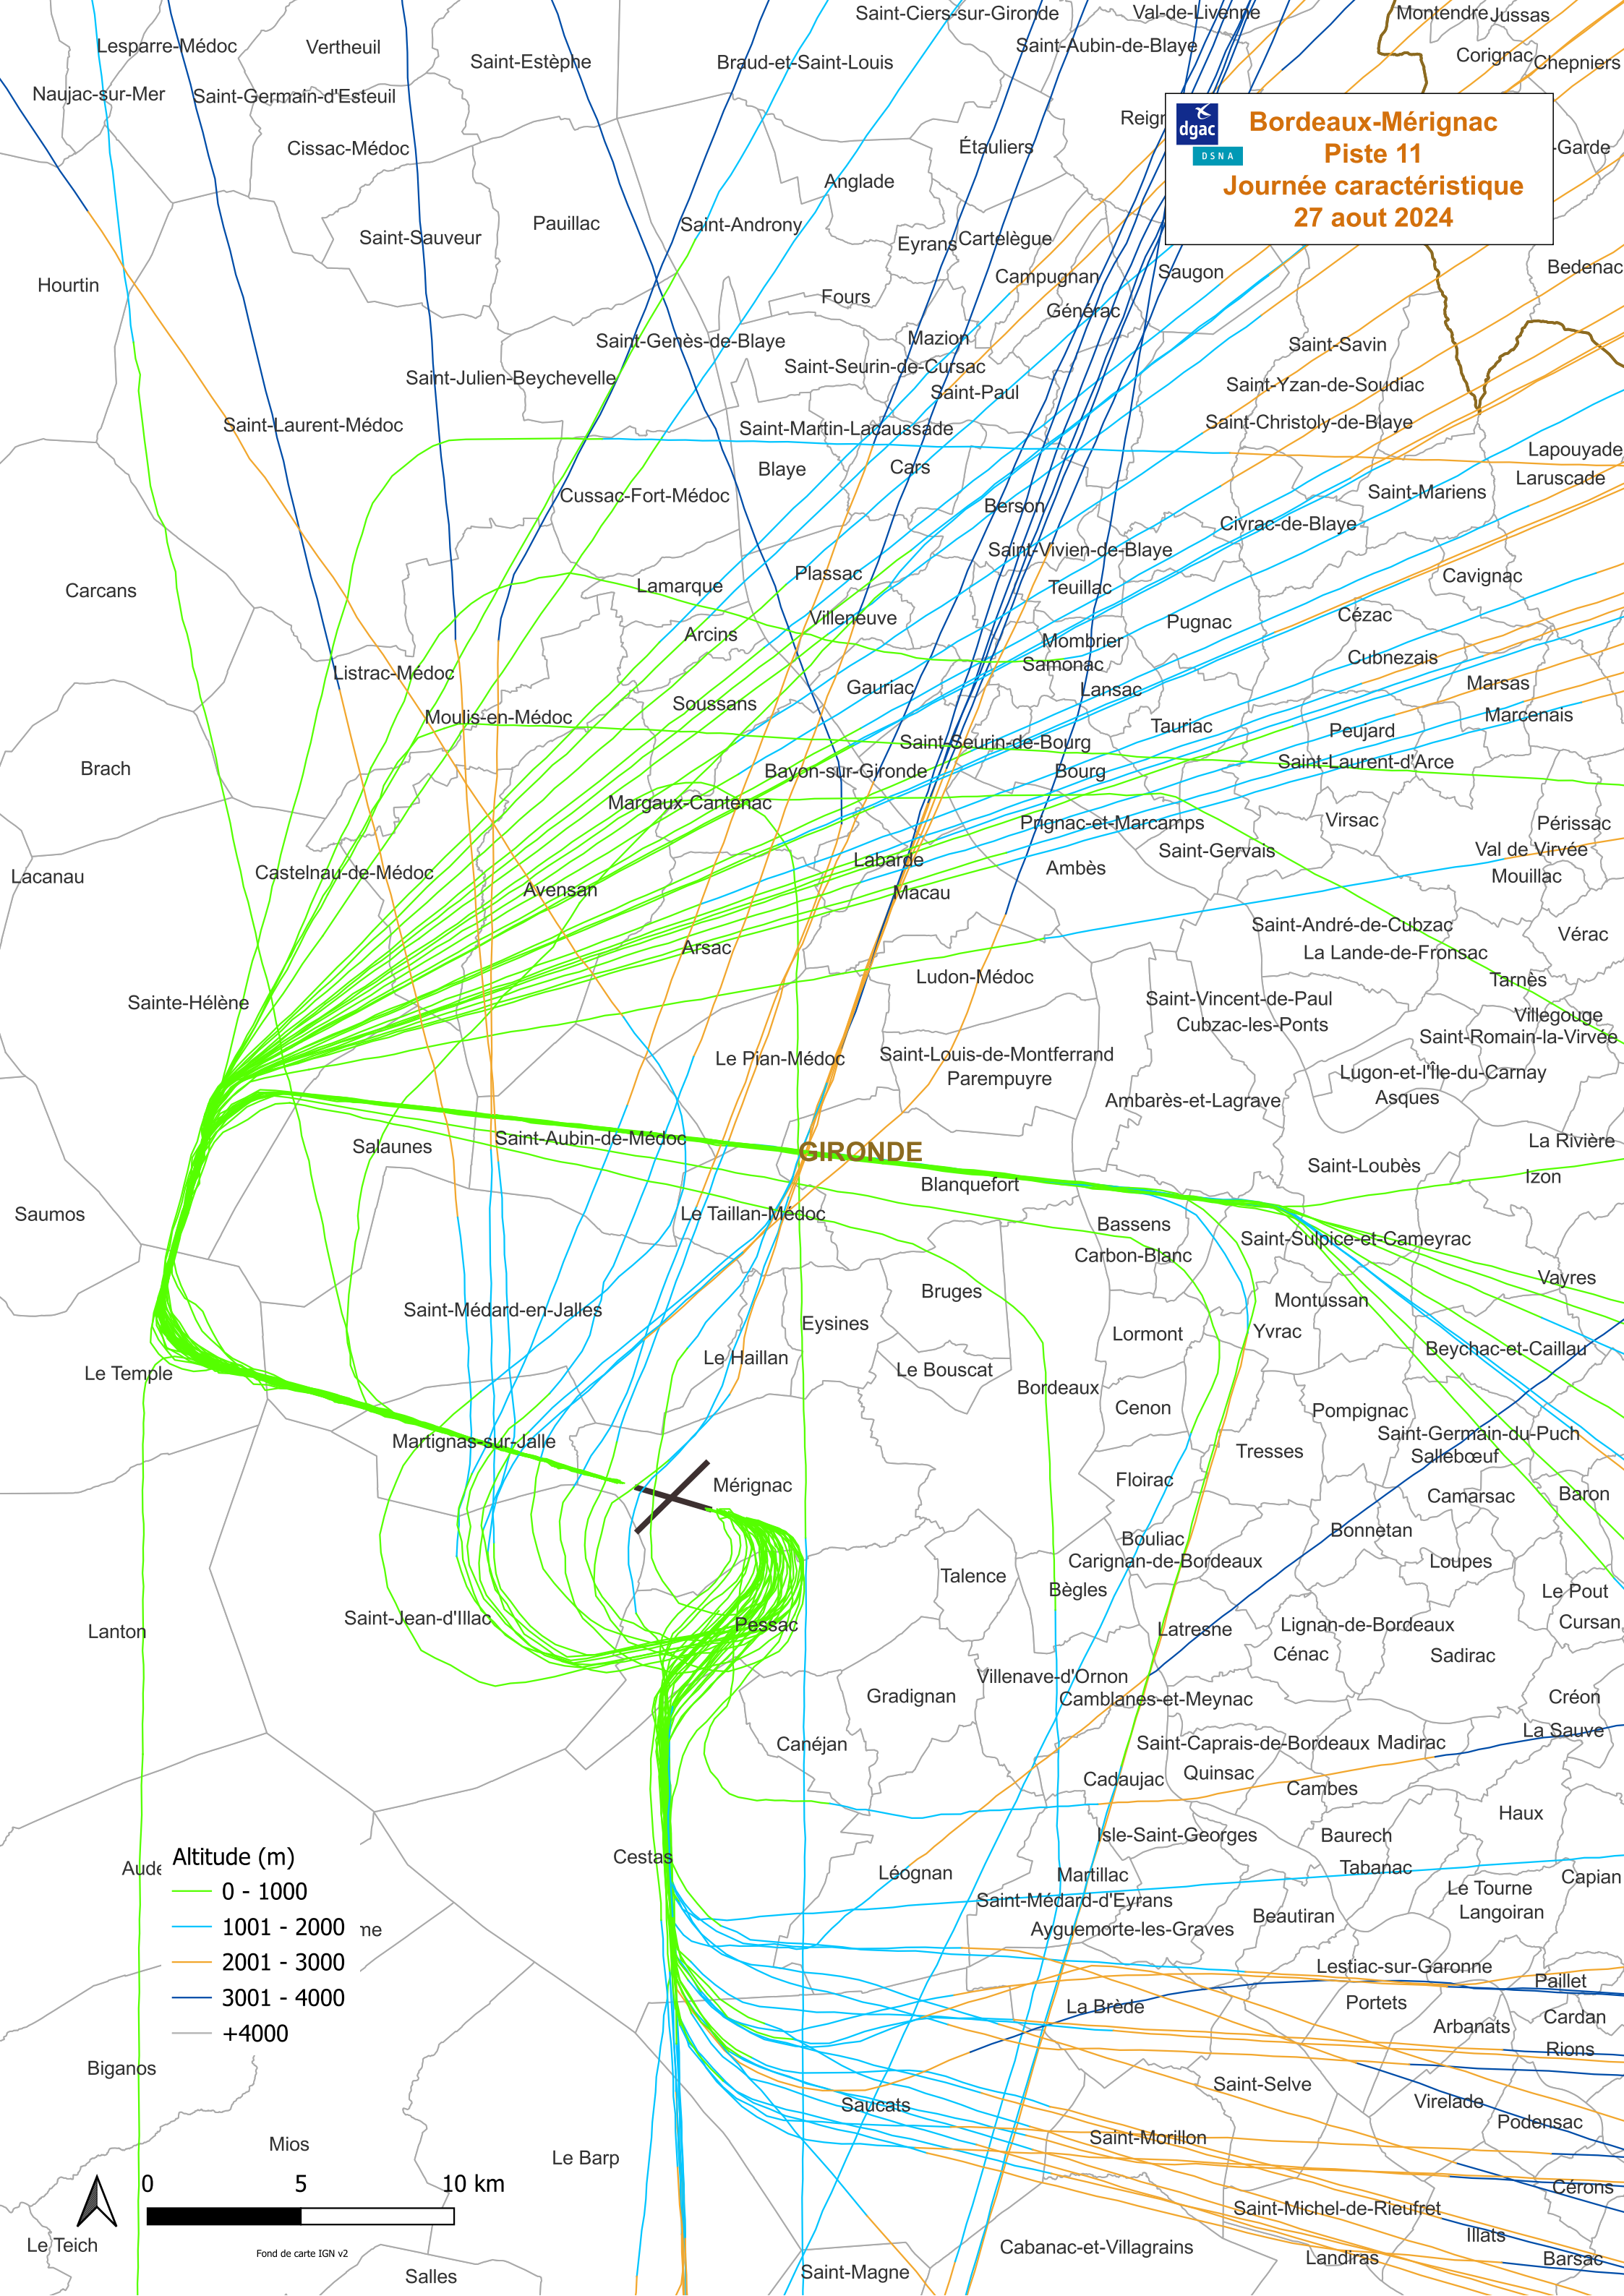 Saint-Ciers-sur-Gironde
Val-de-Livenne
Montendre
Jussas
Lesparre-Médoc
Vertheuil
Saint-Aubin-de-Blaye
Saint-Estèphe
Braud-et-Saint-Louis
Corignac
Chepniers
Naujac-sur-Mer
Saint-Germain-d'Esteuil
Reigr
dgac
DSNA
Bordeaux-Mérignac
Piste 11
Journée caractéristique
27 aout 2024
Cissac-Médoc
Étauliers
-Garde
Anglade
Pauillac
Saint-Androny
Saint-Sauveur
Eyrans
Cartelègue
Bedenac
Saugon
Campugnan
Hourtin
Fours
Générac
Saint-Genès-de-Blaye
Mazion
Saint-Savin
Saint-Seurin-de-Cursac
Saint-Julien-Beychevelle
Saint-Paul
Saint-Yzan-de-Soudiac
Saint-Laurent-Médoc
Saint-Martin-Lacaussade
Saint-Christoly-de-Blaye
Lapouyade
Blaye
Cars
Laruscade
Cussac-Fort-Médoc
Saint-Mariens
Berson
Civrac-de-Blaye
Saint-Vivien-de-Blaye
Plassac
Cavignac
Carcans
Lamarque
Teuillac
Villeneuve
Cézac
Pugnac
Arcins
Mombrier
Samonac
Cubnezais
Listrac-Médoc
Gauriac
Lansac
Marsas
Soussans
Moulis-en-Médoc
Marcenais
Tauriac
Peujard
Saint-Seurin-de-Bourg
Brach
Bayon-sur-Gironde
Bourg
Saint-Laurent-d'Arce
Margaux-Cantenac
Prignac-et-Marcamps
Virsac
Périssac
Saint-Gervais
Val de Virvée
Labarde
Castelnau-de-Médoc
Ambès
Lacanau
Mouillac
Avensan
Macau
Saint-André-de-Cubzac
Vérac
Arsac
La Lande-de-Fronsac
Ludon-Médoc
Tarnès
Sainte-Hélène
Saint-Vincent-de-Paul
Villegouge
Cubzac-les-Ponts
Saint-Romain-la-Virvée
Le Pian-Médoc
Saint-Louis-de-Montferrand
Parempuyre
Lugon-et-l'Île-du-Carnay
Asques
Ambarès-et-Lagrave
Saint-Aubin-de-Médoc
Salaunes
GIRONDE
La Rivière
Saint-Loubès
Izon
Blanquefort
Saumos
Le Taillan-Médoc
Bassens
Saint-Sulpice-et-Cameyrac
Carbon-Blanc
Vayres
Bruges
Montussan
Saint-Médard-en-Jalles
Eysines
Lormont
Yvrac
Le Haillan
Beychac-et-Caillau
Le Temple
Le Bouscat
Bordeaux
Cenon
Pompignac
Martignas-sur-Jalle
Saint-Germain-du-Puch
Tresses
Sallebœuf
Mérignac
Floirac
Camarsac
Baron
Bouliac
Bonnetan
Carignan-de-Bordeaux
Loupes
Talence
Bègles
Le Pout
Saint-Jean-d'Illac
Pessac
Lanton
Latresne
Lignan-de-Bordeaux
Cursan
Cénac
Sadirac
Villenave-d'Ornon
Gradignan
Camblanes-et-Meynac
Créon
Canéjan
Saint-Caprais-de-Bordeaux
Madirac
La Sauve
Cadaujac
Quinsac
Cambes
Haux
Isle-Saint-Georges
Baurech
Cestas
Léognan
Martillac
Tabanac
Capian
Saint-Médard-d'Eyrans
Le Tourne
Langoiran
Ayguemorte-les-Graves
Beautiran
Aude
me
Altitude (m)
0 - 1000
1001 - 2000
2001 - 3000
3001 - 4000
+4000
Lestiac-sur-Garonne
Paillet
La Brède
Portets
Cardan
Arbanats
Rions
Biganos
Saint-Selve
Saucats
Virelade
Podensac
Saint-Morillon
Mios
Le Barp
0 5 10 km
Cérons
Saint-Michel-de-Rieufret
Illats
Le Teich
Cabanac-et-Villagrains
Landiras
Barsac
Fond de carte IGN v2
Saint-Magne
Salles